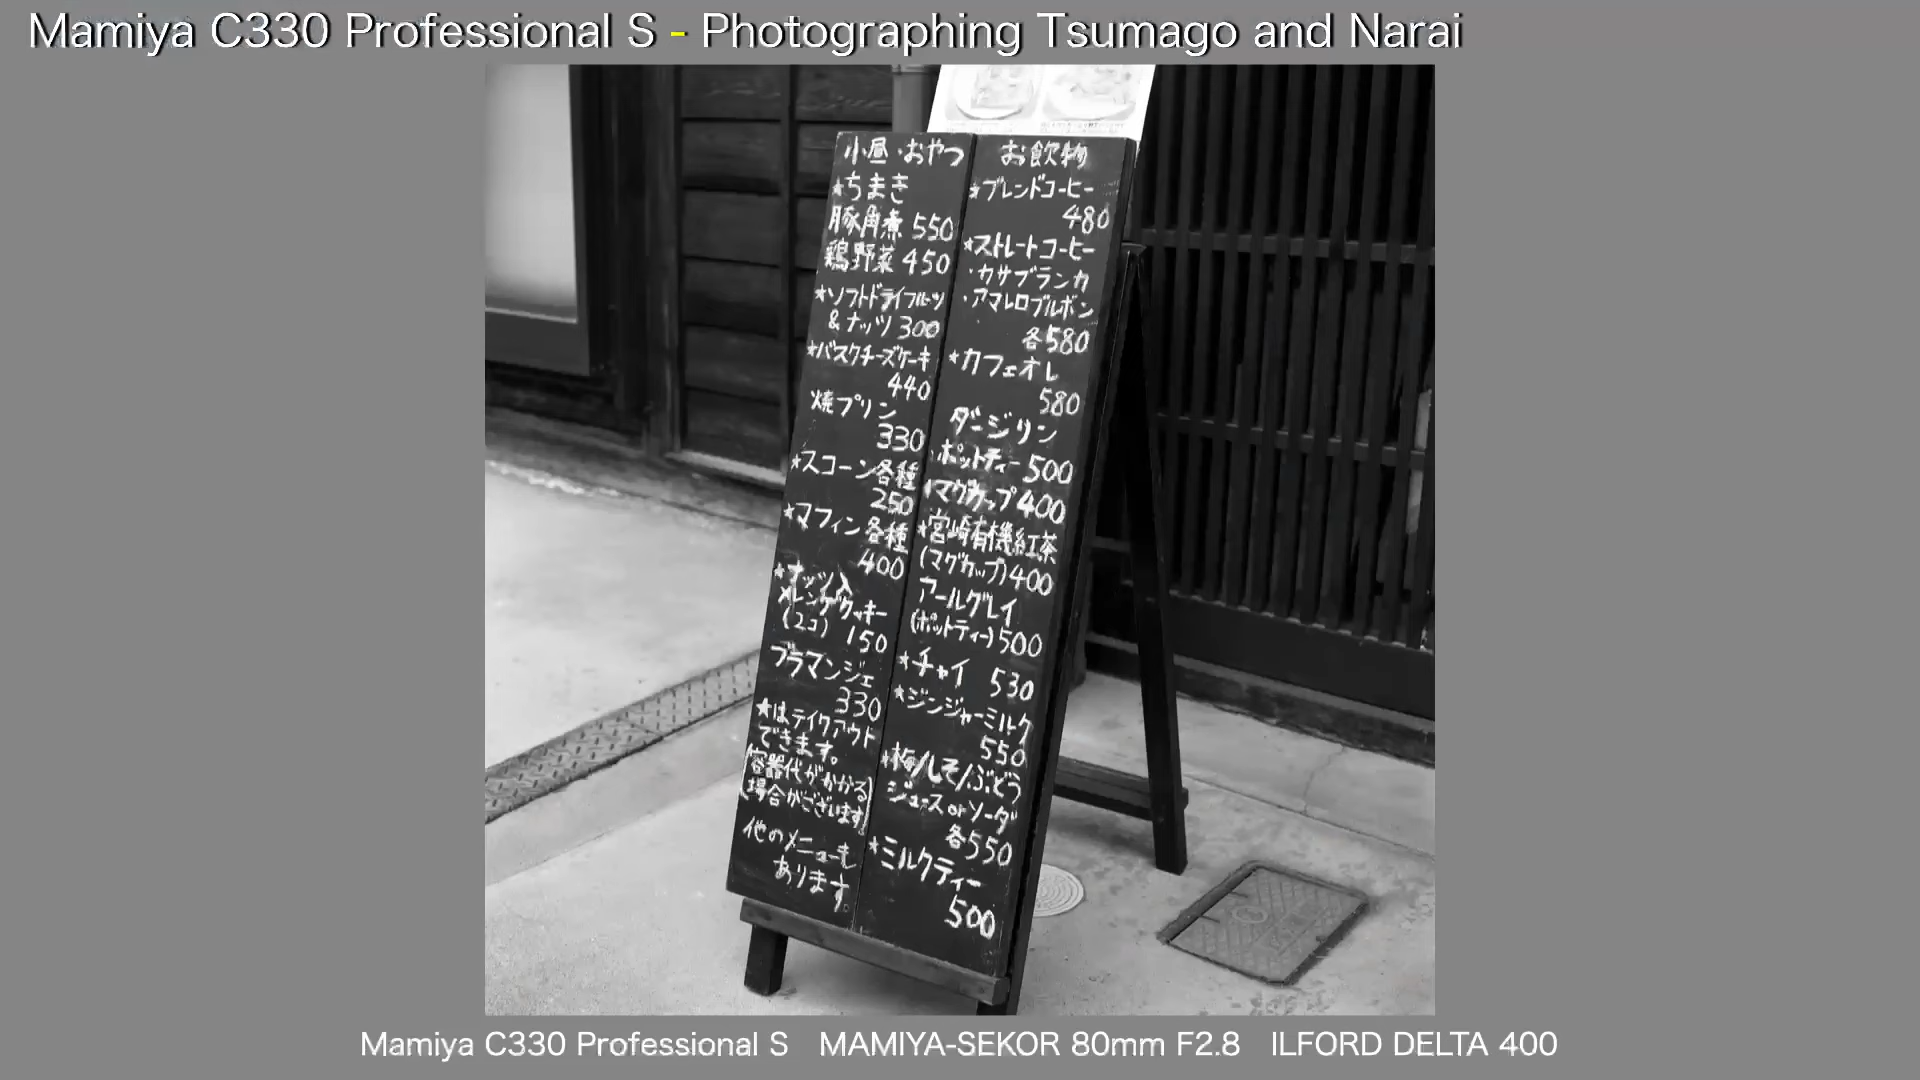 Mamiya C330 Professional S - Photographing Tsumago and Narai
小昼・おやつ
★ちまき
豚角煮 550
鶏野菜 450
★ソフトドライフルーツ
&ナッツ 300
★バスクチーズケーキ
440
焼プリン
330
★スコーン各種
250
★マフィン各種
400
★ナッツ入
メレンゲクッキー
(2コ) 150
ブラマンジェ
330
★はテイクアウト
できます。
(容器代がかかる
場合がございます)
他のメニューも
あります。
お飲物
★ブレンドコーヒー
480
★ストレートコーヒー
・カサブランカ
・アマレロブルボン
各580
★カフェオレ
580
ダージリン
・ポットティー 500
・マグカップ 400
★宮崎有機紅茶
(マグカップ) 400
アールグレイ
(ポットティー) 500
★チャイ 530
★ジンジャーミルク
550
★梅/しそ/ぶどう
ジュース or ソーダ
各550
★ミルクティー
500
Mamiya C330 Professional S MAMIYA-SEKOR 80mm F2.8 ILFORD DELTA 400